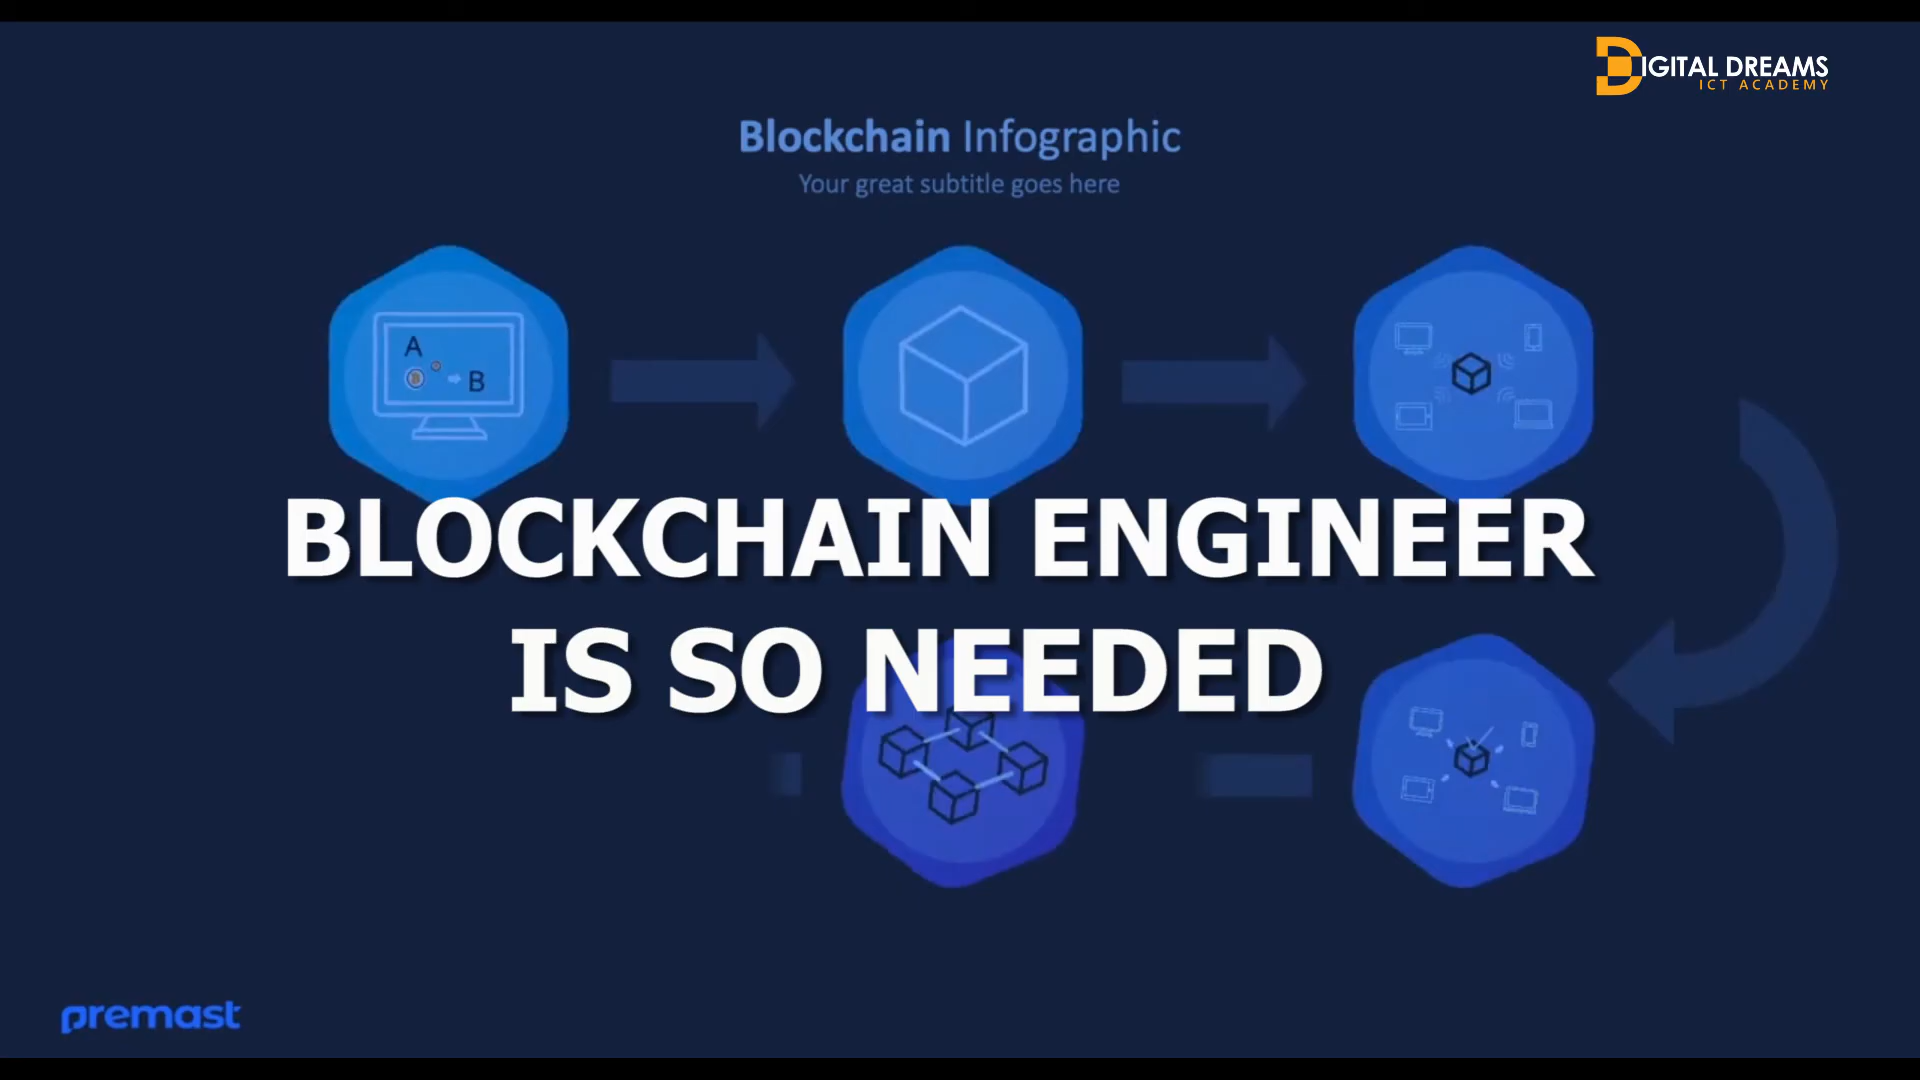 DIGITAL DREAMS
ICT ACADEMY
Blockchain Infographic
Your great subtitle goes here
A
B
BLOCKCHAIN ENGINEER
IS SO NEEDED
premast